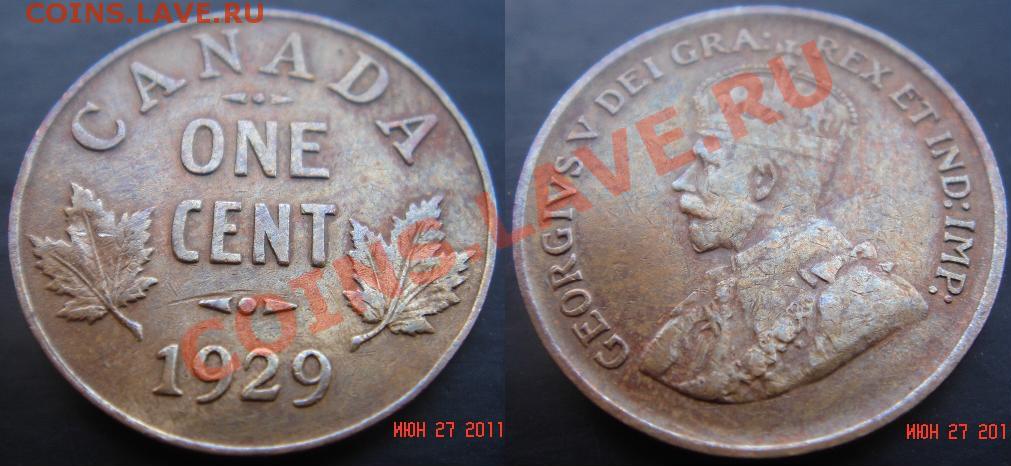 COINS.LAVE.RU
CANADA
ONE
CENT
1929
ИЮН 27 2011
GEORGIVS V DEI GRA: REX ET IND: IMP:
ИЮН 27 201
COINS.LAVE.RU